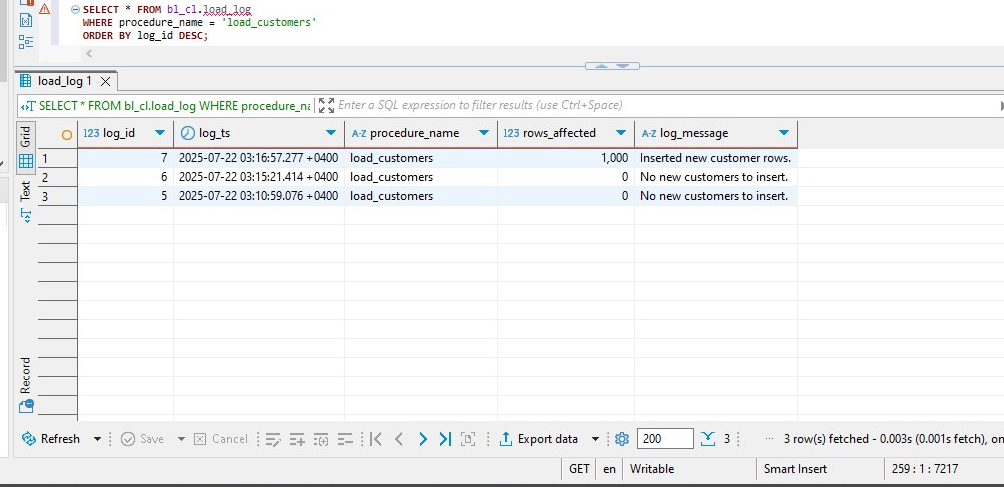 SELECT * FROM bl_cl.load_log
WHERE procedure_name = 'load_customers'
ORDER BY log_id DESC;
load_log 1
SELECT * FROM bl_cl.load_log WHERE procedure_na Enter a SQL expression to filter results (use Ctrl+Space)
Grid
Text
Record
123 log_id log_ts A-Z procedure_name 123 rows_affected A-Z log_message
1 7 2025-07-22 03:16:57.277 +0400 load_customers 1,000 Inserted new customer rows.
2 6 2025-07-22 03:15:21.414 +0400 load_customers 0 No new customers to insert.
3 5 2025-07-22 03:10:59.076 +0400 load_customers 0 No new customers to insert.
Refresh Save Cancel Export data 200 3 ··· 3 row(s) fetched - 0.003s (0.001s fetch), on
GET en Writable Smart Insert 259 : 1 : 7217